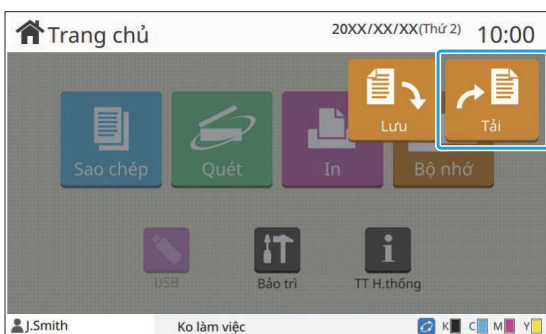 Trang chủ
20XX/XX/XX(Thứ 2) 10:00
Lưu Tải
Sao chép Quét In Bộ nhớ
USB Bảo trì TT H.thống
J.Smith Ko làm việc K C M Y